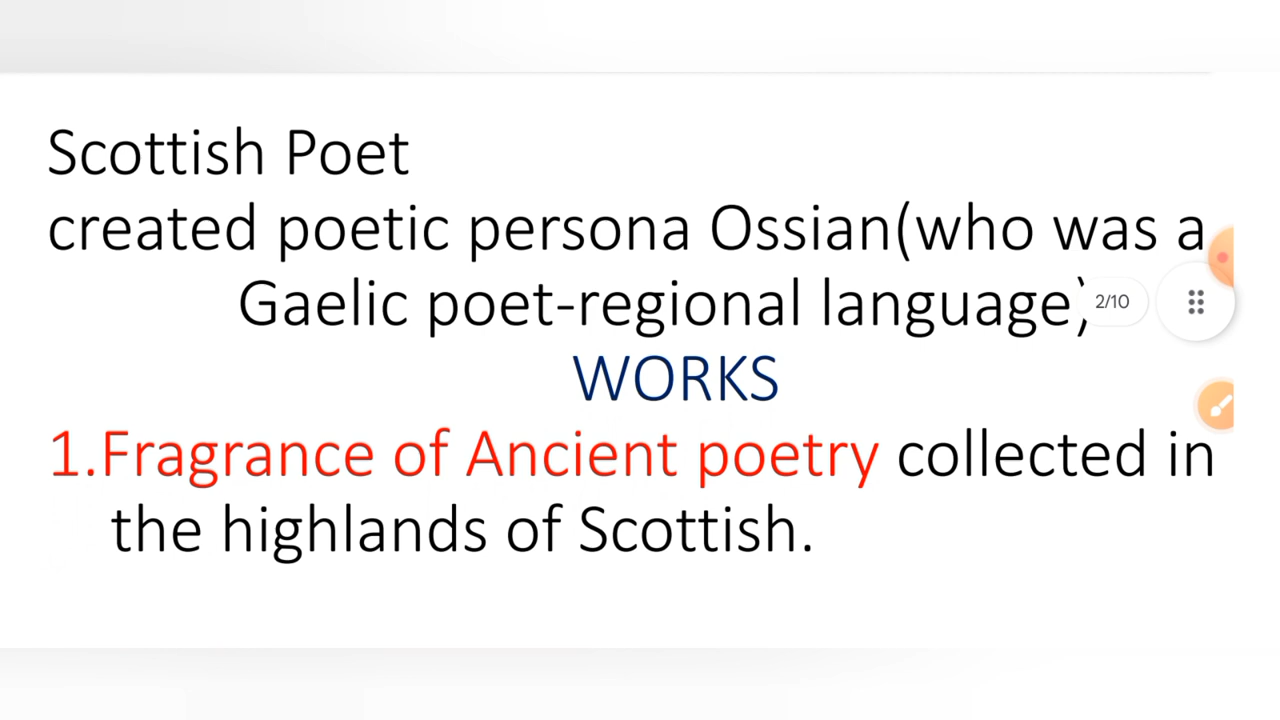 Scottish Poet
created poetic persona Ossian(who was a
Gaelic poet-regional language)
2/10
WORKS
1.Fragrance of Ancient poetry collected in
the highlands of Scottish.